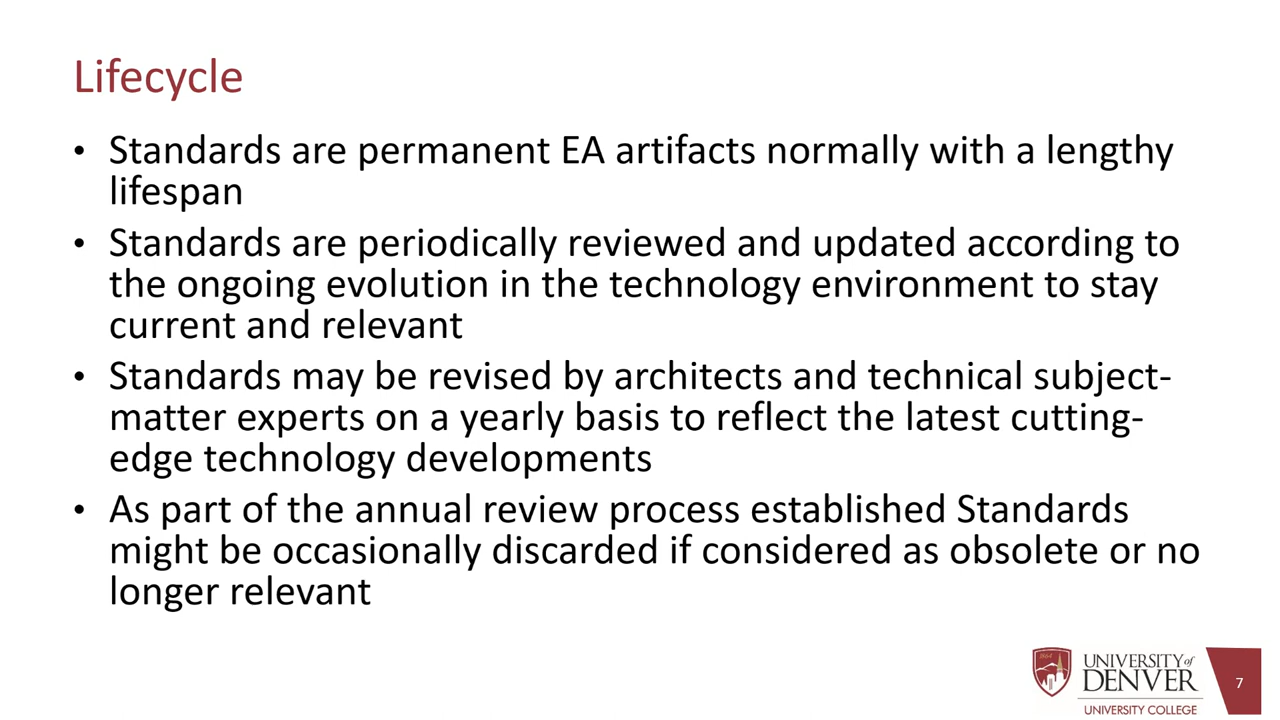 Lifecycle
• Standards are permanent EA artifacts normally with a lengthy
lifespan
• Standards are periodically reviewed and updated according to
the ongoing evolution in the technology environment to stay
current and relevant
• Standards may be revised by architects and technical subject-
matter experts on a yearly basis to reflect the latest cutting-
edge technology developments
• As part of the annual review process established Standards
might be occasionally discarded if considered as obsolete or no
longer relevant
UNIVERSITY of
DENVER
UNIVERSITY COLLEGE
7